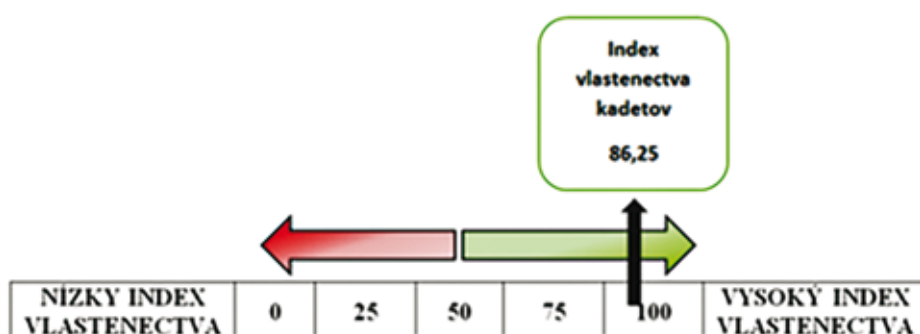 Index
vlastenectva
kadetov
86,25
NÍZKY INDEX
VLASTENECTVA
0
25
50
75
100
VYSOKÝ INDEX
VLASTENECTVA